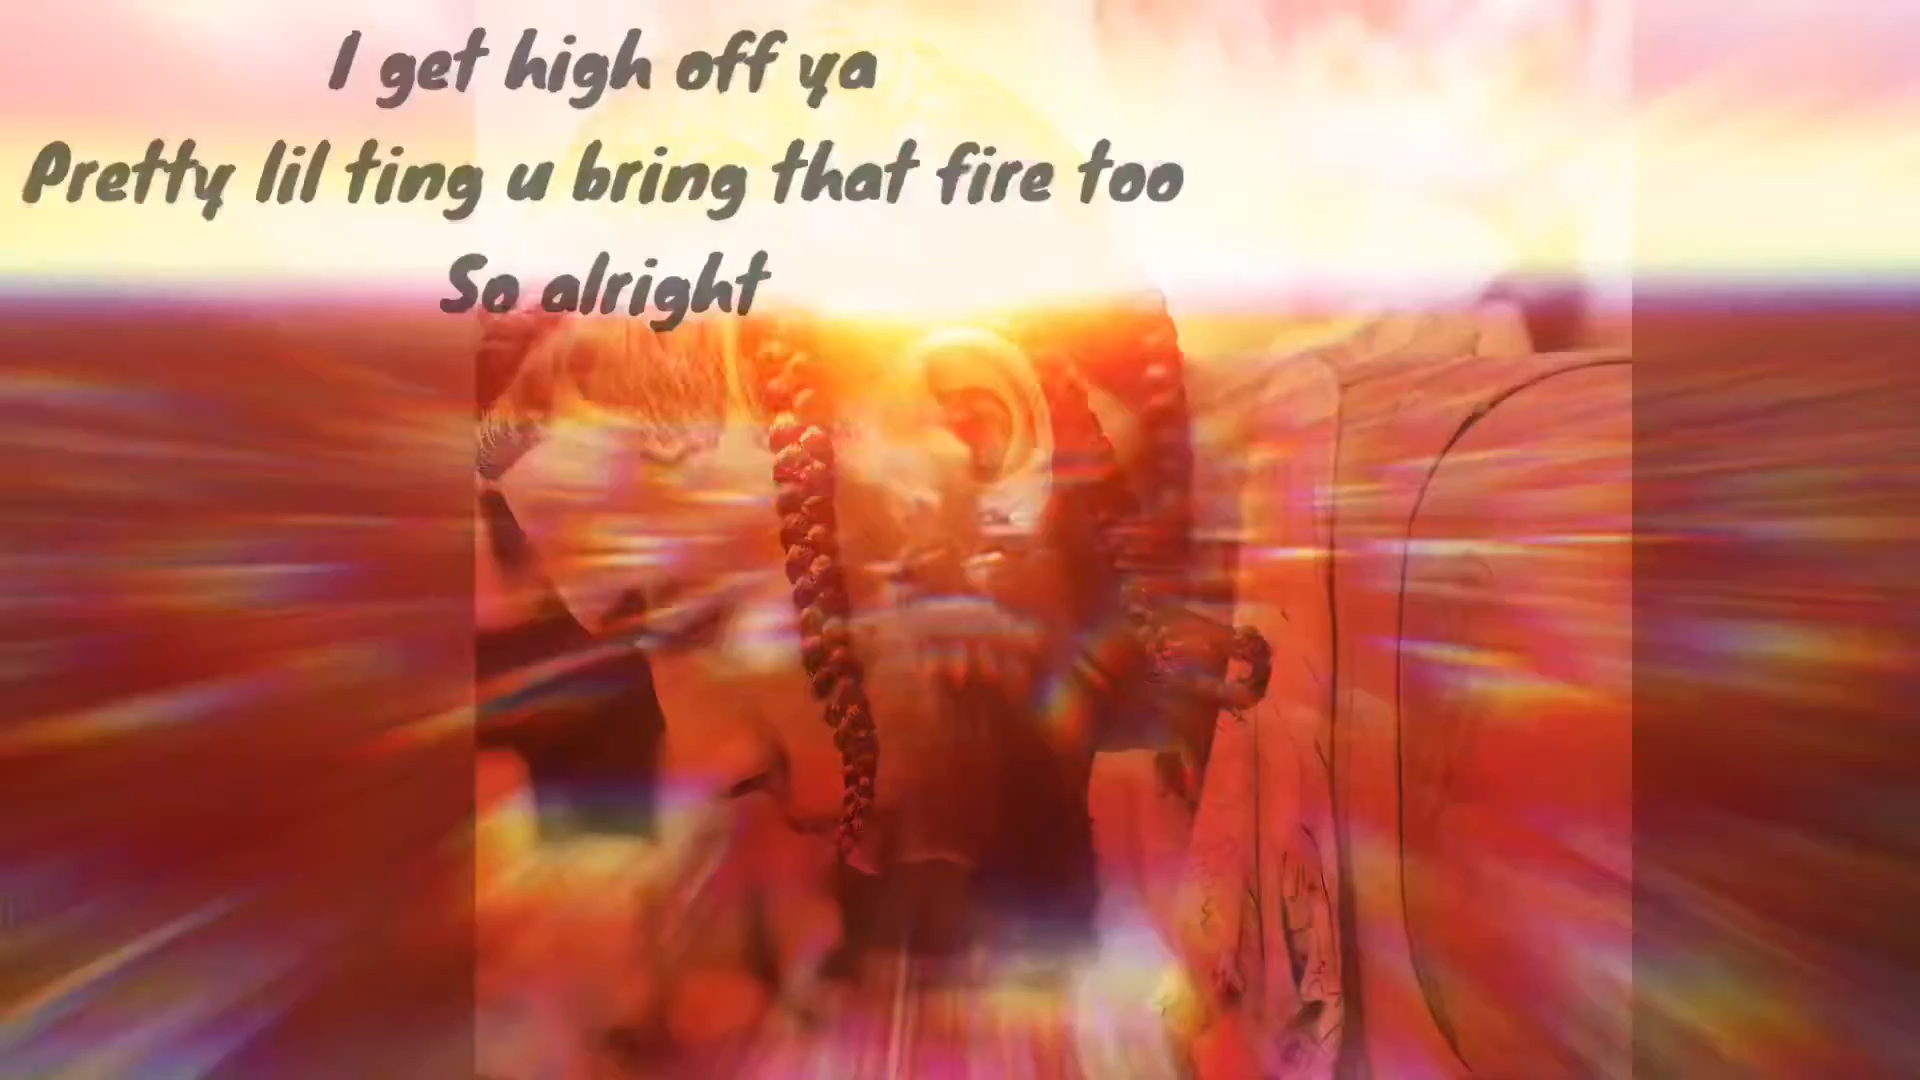 I get high off ya
Pretty lil ting u bring that fire too
So alright